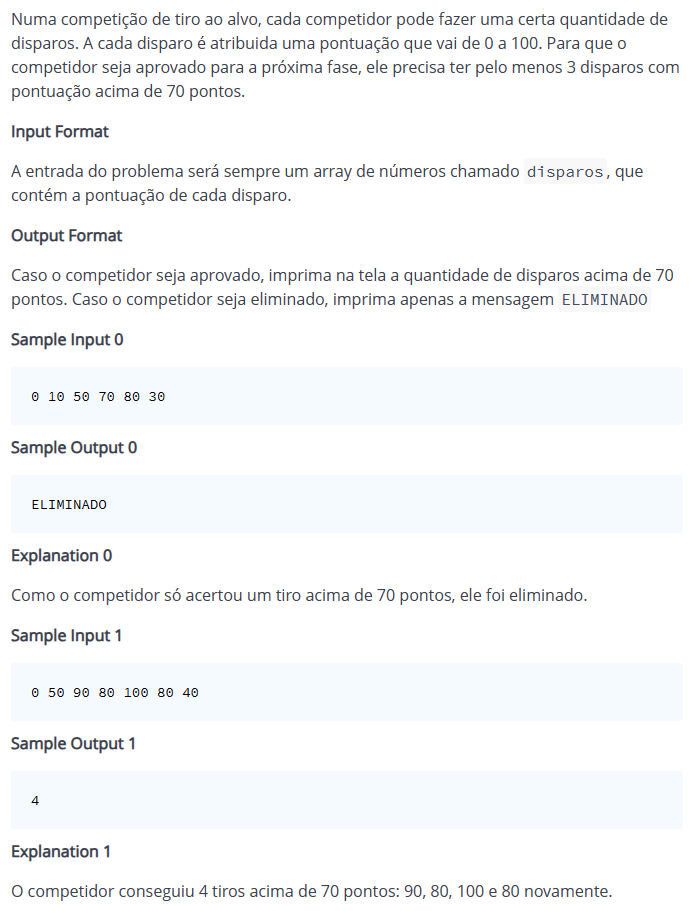 Numa competição de tiro ao alvo, cada competidor pode fazer uma certa quantidade de
disparos. A cada disparo é atribuida uma pontuação que vai de 0 a 100. Para que o
competidor seja aprovado para a próxima fase, ele precisa ter pelo menos 3 disparos com
pontuação acima de 70 pontos.
Input Format
A entrada do problema será sempre um array de números chamado disparos, que
contém a pontuação de cada disparo.
Output Format
Caso o competidor seja aprovado, imprima na tela a quantidade de disparos acima de 70
pontos. Caso o competidor seja eliminado, imprima apenas a mensagem ELIMINADO
Sample Input 0
0 10 50 70 80 30
Sample Output 0
ELIMINADO
Explanation 0
Como o competidor só acertou um tiro acima de 70 pontos, ele foi eliminado.
Sample Input 1
0 50 90 80 100 80 40
Sample Output 1
4
Explanation 1
O competidor conseguiu 4 tiros acima de 70 pontos: 90, 80, 100 e 80 novamente.